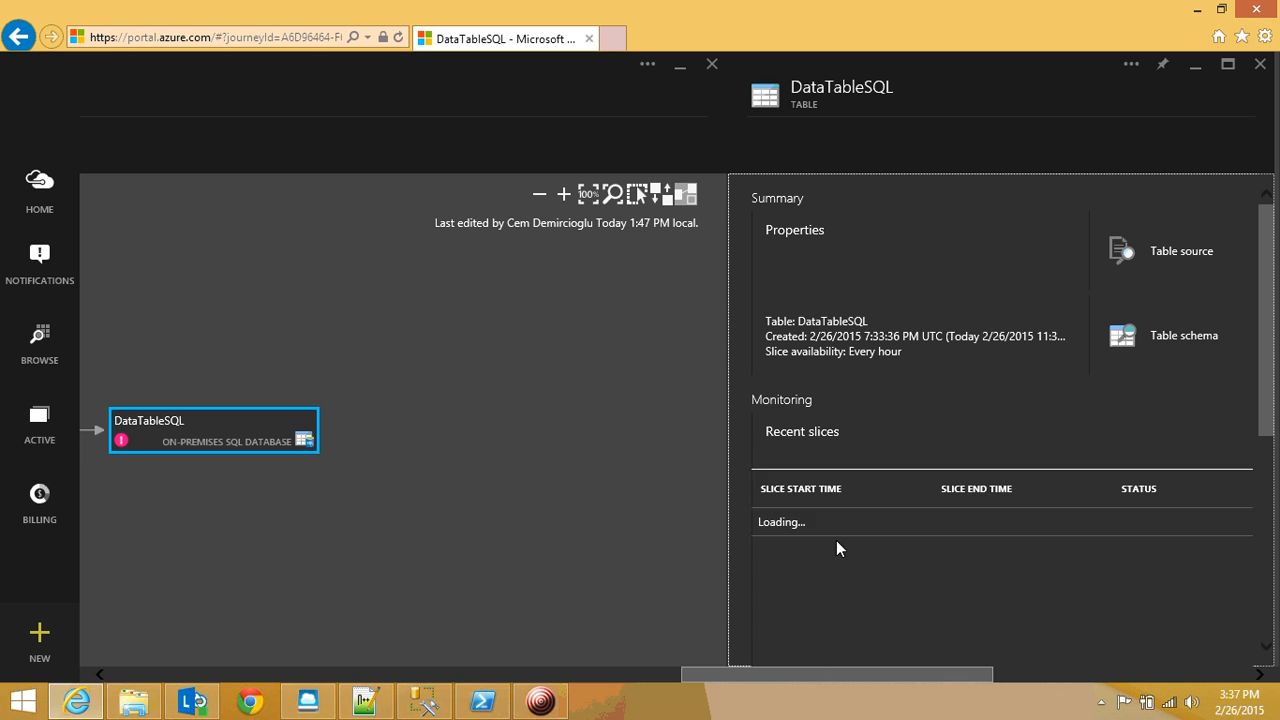 https://portal.azure.com/#?journeyId=A6D96464-F
DataTableSQL - Microsoft ...
DataTableSQL
TABLE
HOME
NOTIFICATIONS
BROWSE
ACTIVE
BILLING
NEW
100%
Last edited by Cem Demircioglu Today 1:47 PM local.
DataTableSQL
ON-PREMISES SQL DATABASE
Summary
Properties
Table source
Table: DataTableSQL
Created: 2/26/2015 7:33:36 PM UTC (Today 2/26/2015 11:3...
Slice availability: Every hour
Table schema
Monitoring
Recent slices
SLICE START TIME SLICE END TIME STATUS
Loading...
3:37 PM
2/26/2015